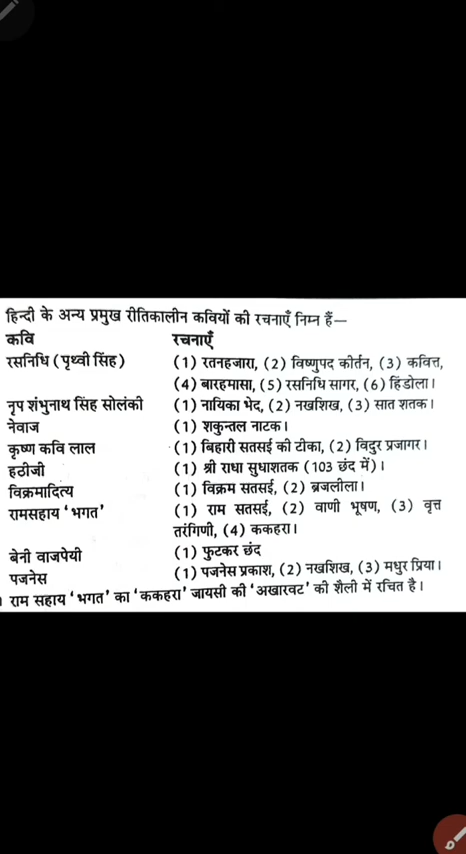 हिन्दी के अन्य प्रमुख रीतिकालीन कवियों की रचनाएँ निम्न हैं—
कवि रचनाएँ
रसनिधि (पृथ्वी सिंह) (1) रतनहजारा, (2) विष्णुपद कीर्तन, (3) कवित्त,
(4) बारहमासा, (5) रसनिधि सागर, (6) हिंडोला।
नृप शंभुनाथ सिंह सोलंकी (1) नायिका भेद, (2) नखशिख, (3) सात शतक।
नेवाज (1) शकुन्तल नाटक।
कृष्ण कवि लाल (1) बिहारी सतसई की टीका, (2) विदुर प्रजागर।
हठीजी (1) श्री राधा सुधाशतक (103 छंद में)।
विक्रमादित्य (1) विक्रम सतसई, (2) ब्रजलीला।
रामसहाय ‘भगत’ (1) राम सतसई, (2) वाणी भूषण, (3) वृत्त
तरंगिणी, (4) ककहरा।
बेनी वाजपेयी (1) फुटकर छंद
पजनेस (1) पजनेस प्रकाश, (2) नखशिख, (3) मधुर प्रिया।
राम सहाय ‘भगत’ का ‘ककहरा’ जायसी की ‘अखारवट’ की शैली में रचित है।